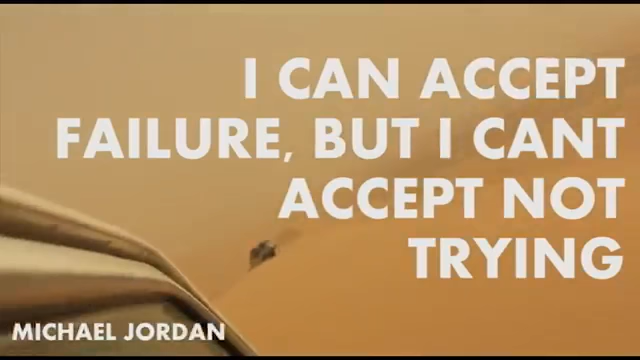 I CAN ACCEPT
FAILURE, BUT I CANT
ACCEPT NOT
TRYING
MICHAEL JORDAN